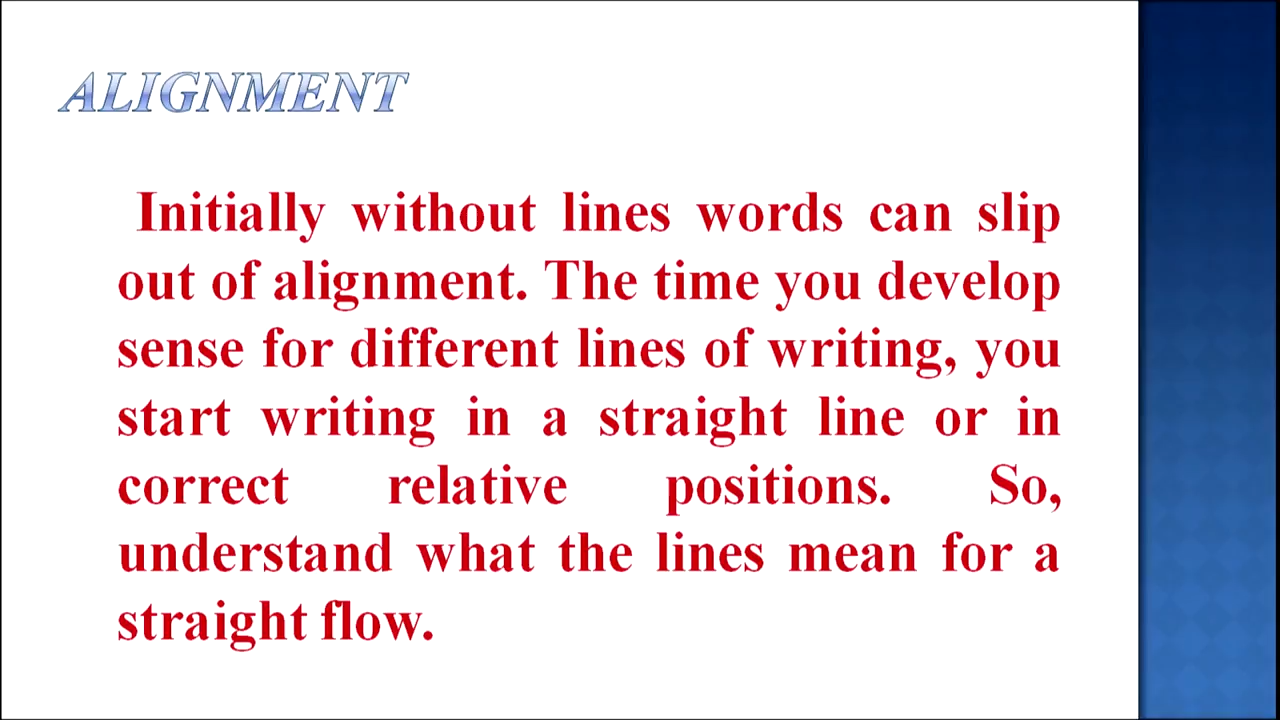 ALIGNMENT
Initially without lines words can slip
out of alignment. The time you develop
sense for different lines of writing, you
start writing in a straight line or in
correct relative positions. So,
understand what the lines mean for a
straight flow.